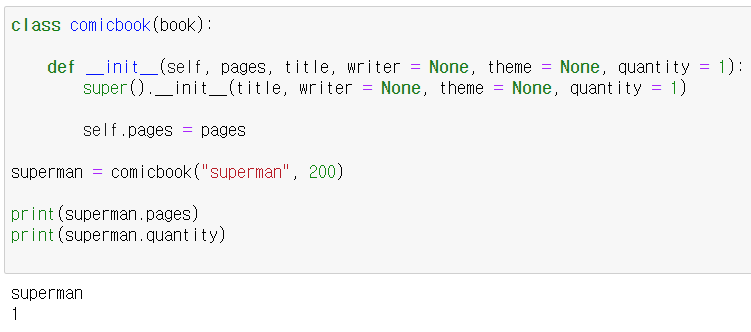 class comicbook(book):
def __init__(self, pages, title, writer = None, theme = None, quantity = 1):
super().__init__(title, writer = None, theme = None, quantity = 1)
self.pages = pages
superman = comicbook("superman", 200)
print(superman.pages)
print(superman.quantity)
superman
1